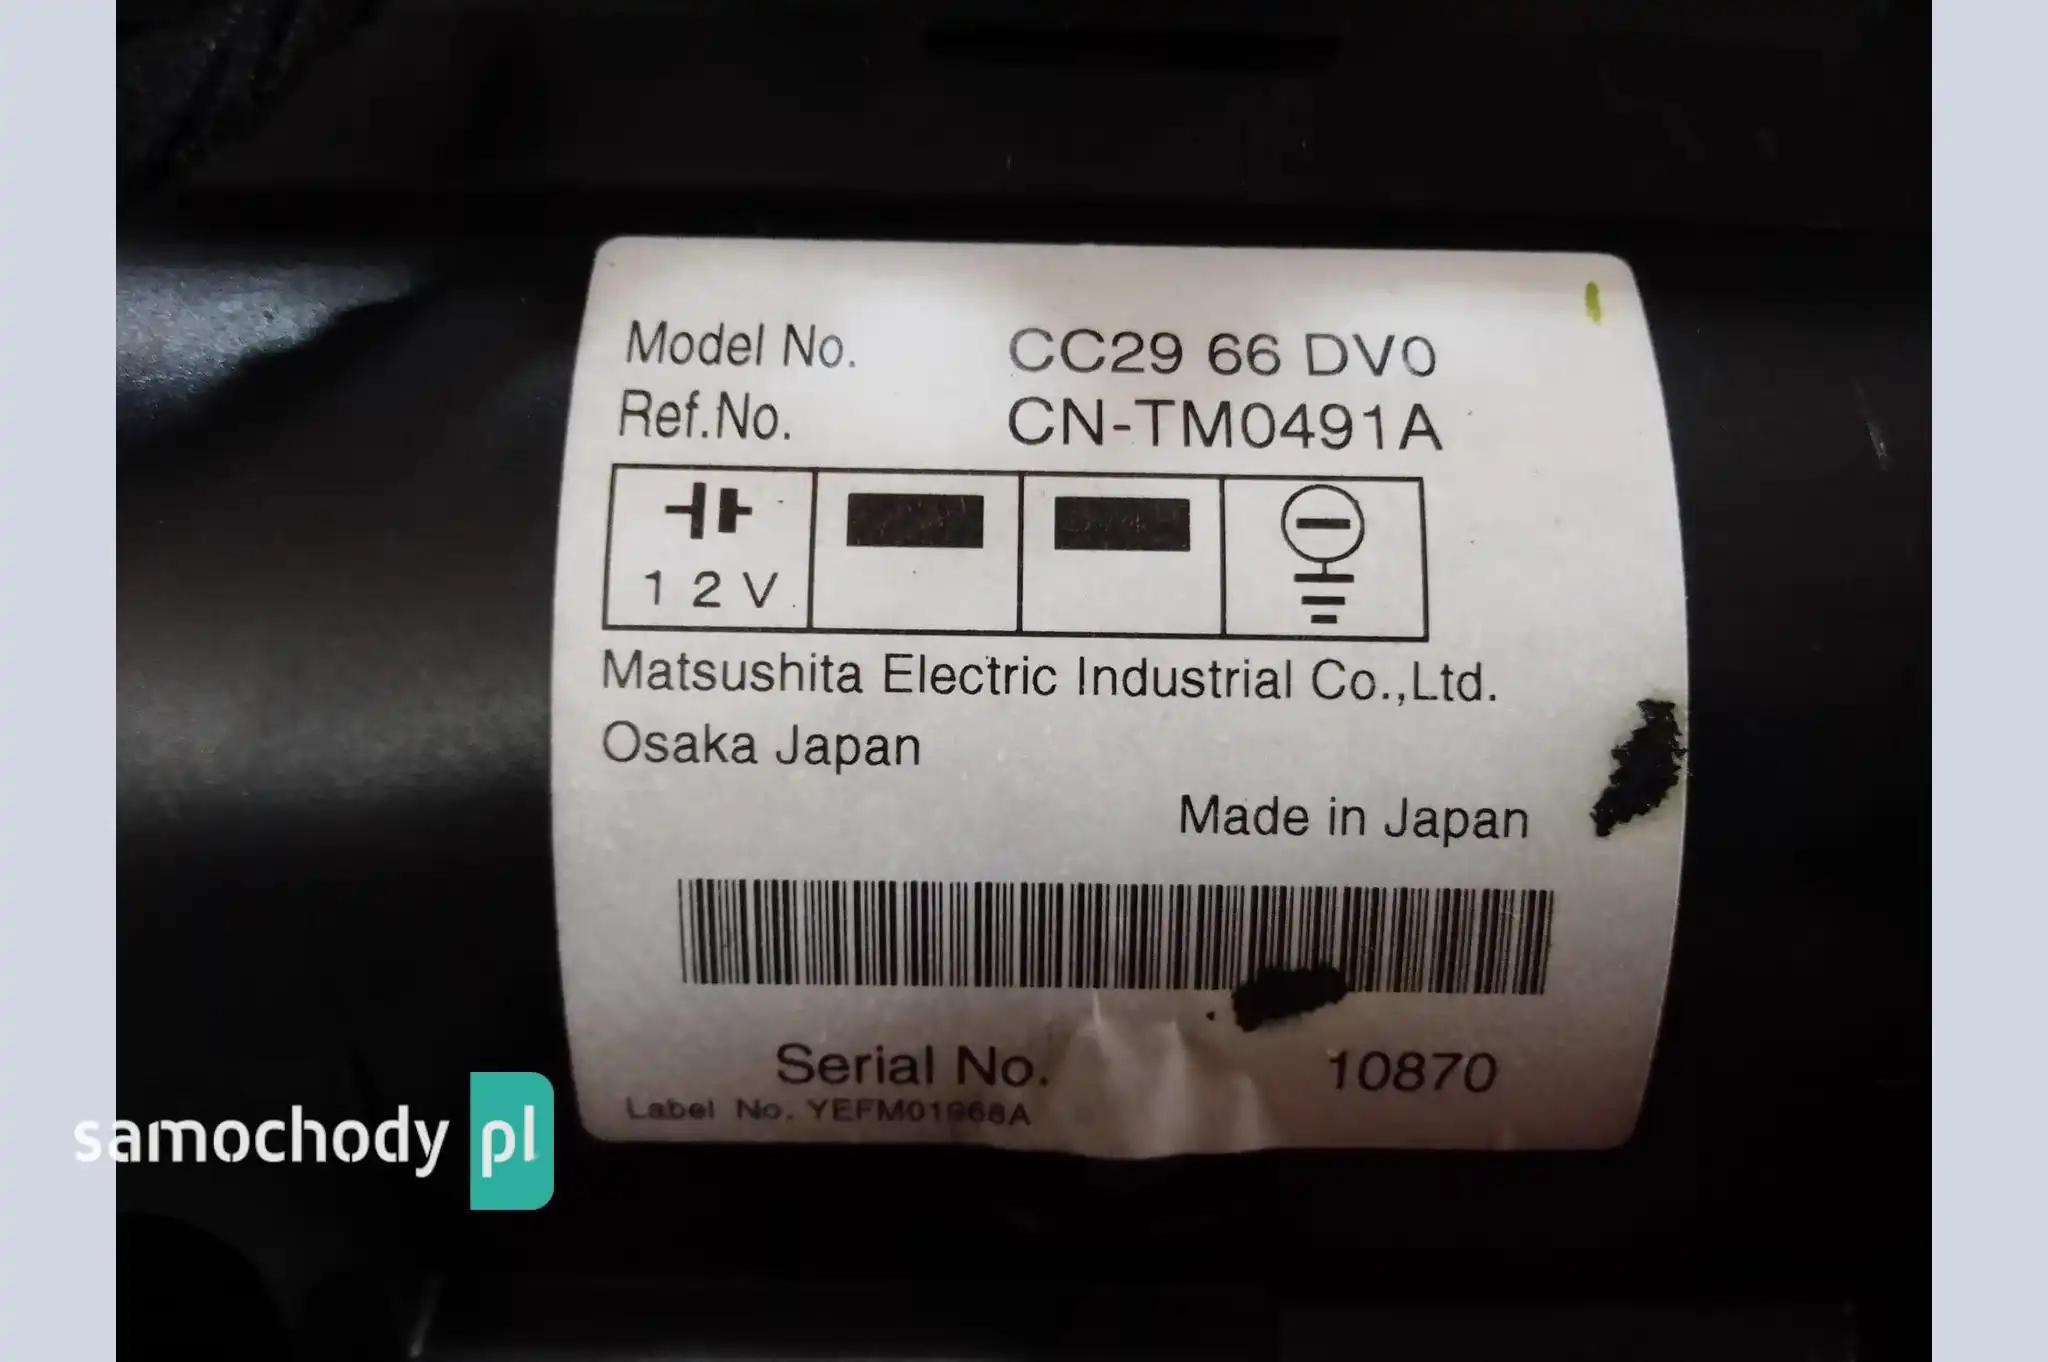 Model No. CC29 66 DV0
Ref.No. CN-TM0491A
12V
Matsushita Electric Industrial Co.,Ltd.
Osaka Japan
Made in Japan
Serial No. 10870
Label No. YEFM01968A
samochody pl